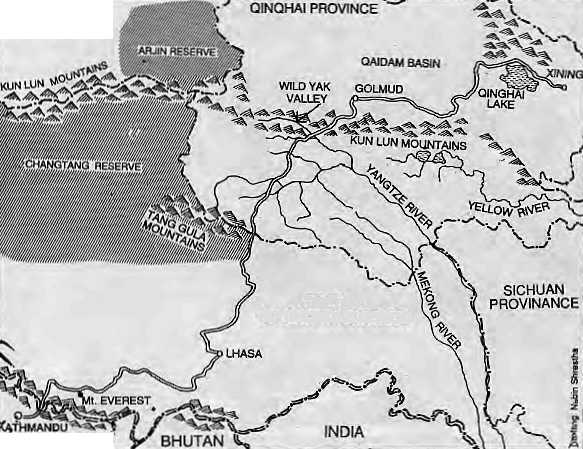 QINGHAI PROVINCE
ARJIN RESERVE
QAIDAM BASIN
KUN LUN MOUNTAINS
WILD YAK
VALLEY
GOLMUD
QINGHAI
LAKE
XINING
KUN LUN MOUNTAINS
CHANGTANG RESERVE
YANGTZE RIVER
YELLOW RIVER
TANG GULA
MOUNTAINS
MEKONG RIVER
SICHUAN
PROVINANCE
LHASA
Mt. EVEREST
KATHMANDU
BHUTAN
INDIA
Nabin Shrestha